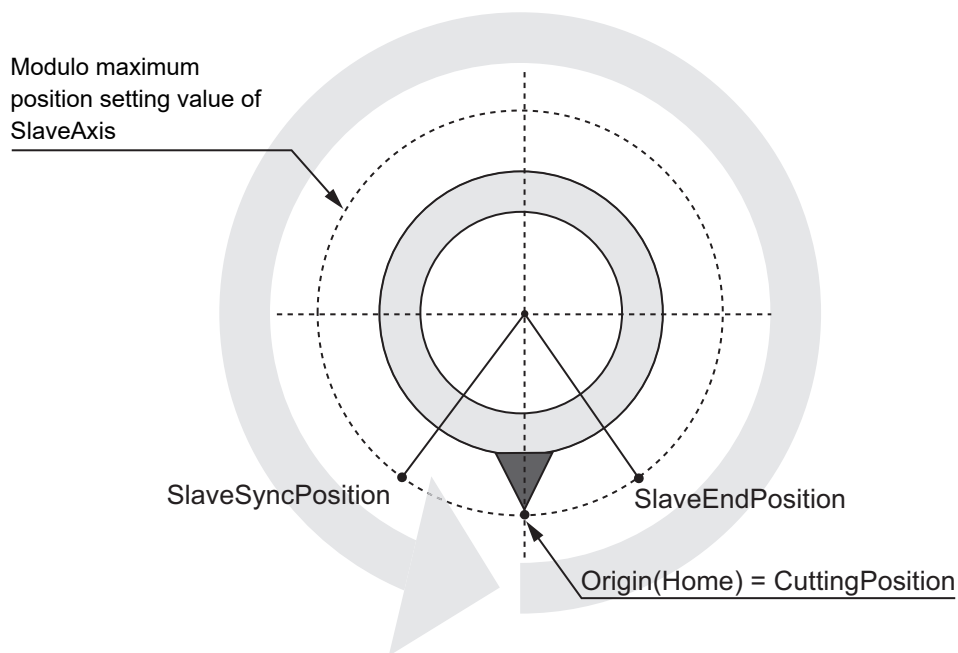 Modulo maximum
position setting value of
SlaveAxis
SlaveSyncPosition
SlaveEndPosition
Origin(Home) = CuttingPosition